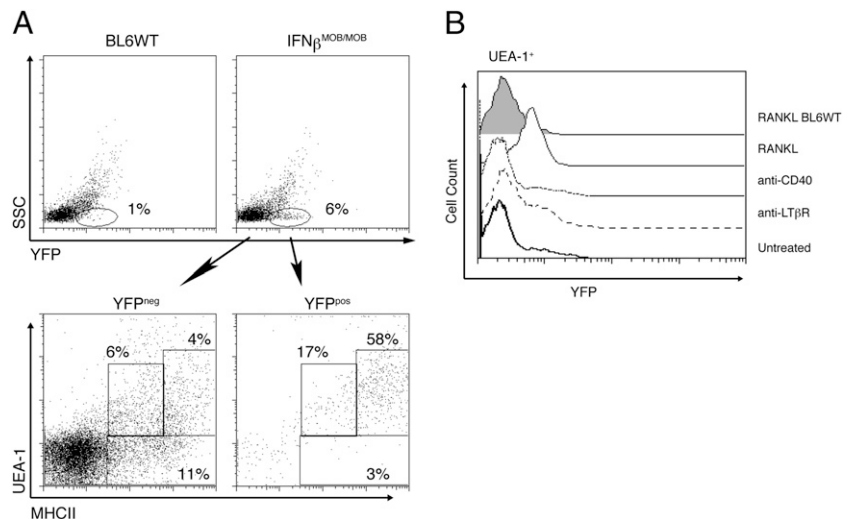 A
BL6WT
IFNβMOB/MOB
SSC
1%
6%
YFP
YFPneg
YFPpos
6%
4%
17%
58%
11%
3%
UEA-1
MHCII
B
UEA-1+
Cell Count
RANKL BL6WT
RANKL
anti-CD40
anti-LTβR
Untreated
YFP